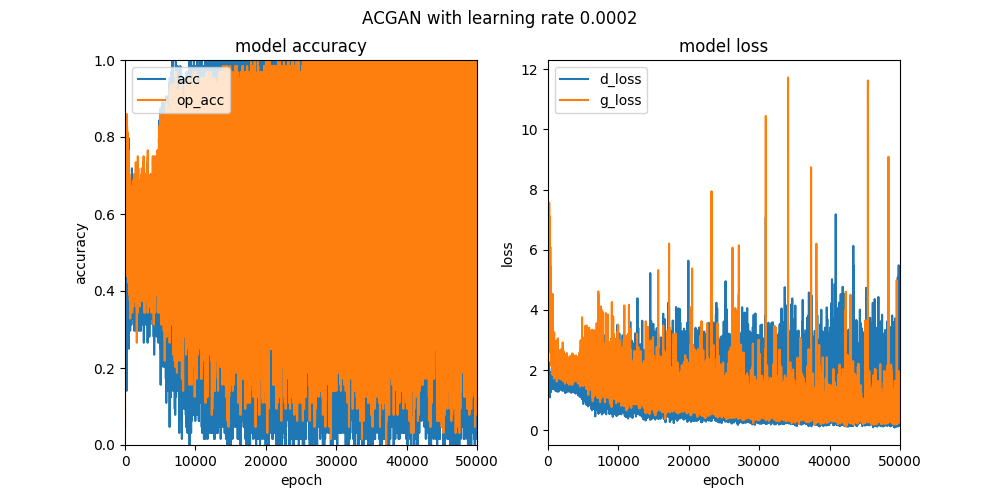 ACGAN with learning rate 0.0002
model accuracy
acc
op_acc
accuracy
1.0
0.8
0.6
0.4
0.2
0.0
0 10000 20000 30000 40000 50000
epoch
model loss
d_loss
g_loss
loss
12
10
8
6
4
2
0
0 10000 20000 30000 40000 50000
epoch